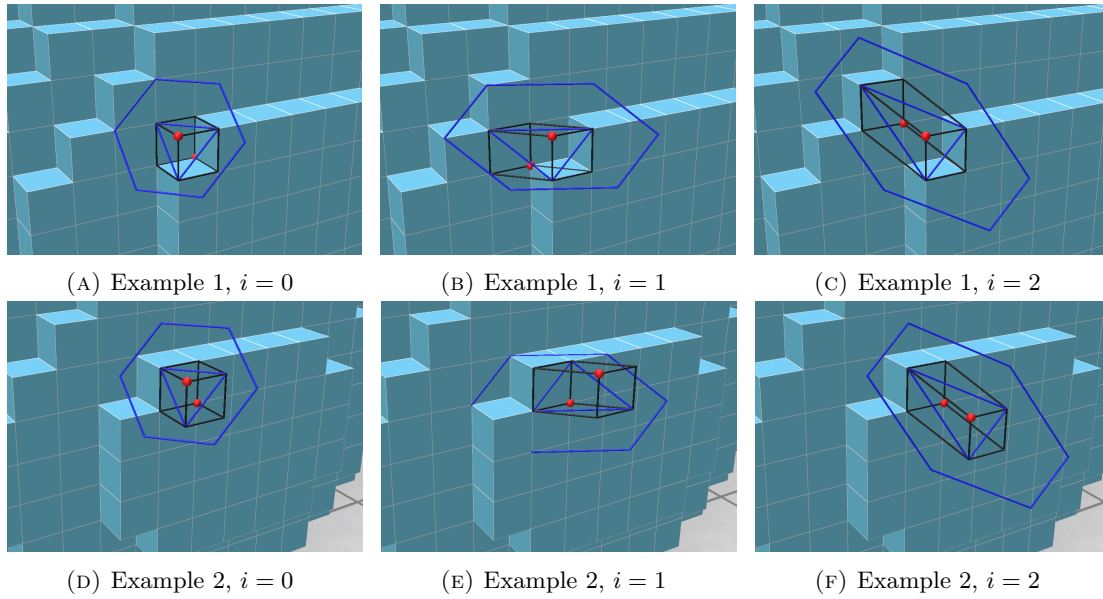 (A) Example 1, i = 0
(B) Example 1, i = 1
(C) Example 1, i = 2
(D) Example 2, i = 0
(E) Example 2, i = 1
(F) Example 2, i = 2